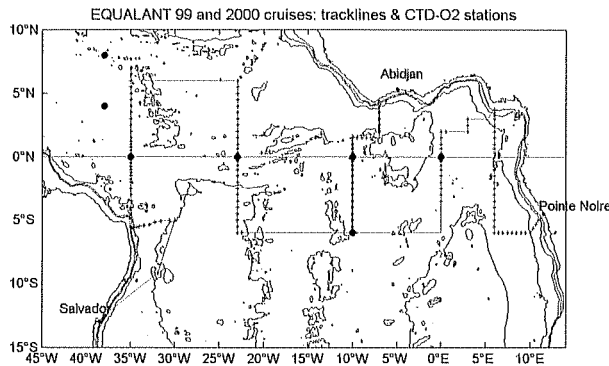 EQUALANT 99 and 2000 cruises: tracklines & CTD-O2 stations
10°N
Abidjan
5°N
0°N
Pointe Noire
5°S
10°S
Salvador
15°S
45°W 40°W 35°W 30°W 25°W 20°W 15°W 10°W 5°W 0°E 5°E 10°E